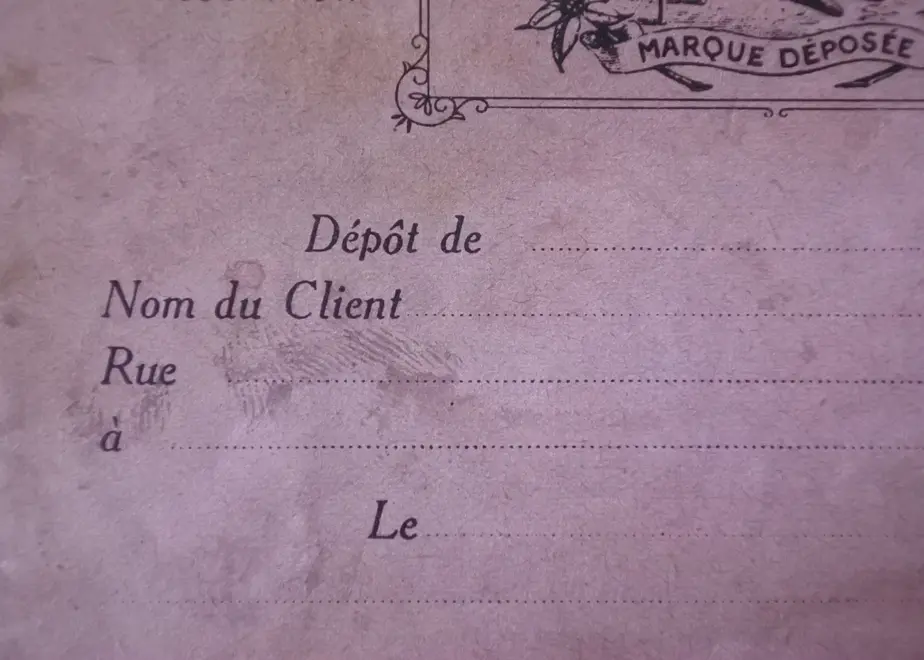 MARQUE DÉPOSÉE
Dépôt de
Nom du Client
Rue
à
Le